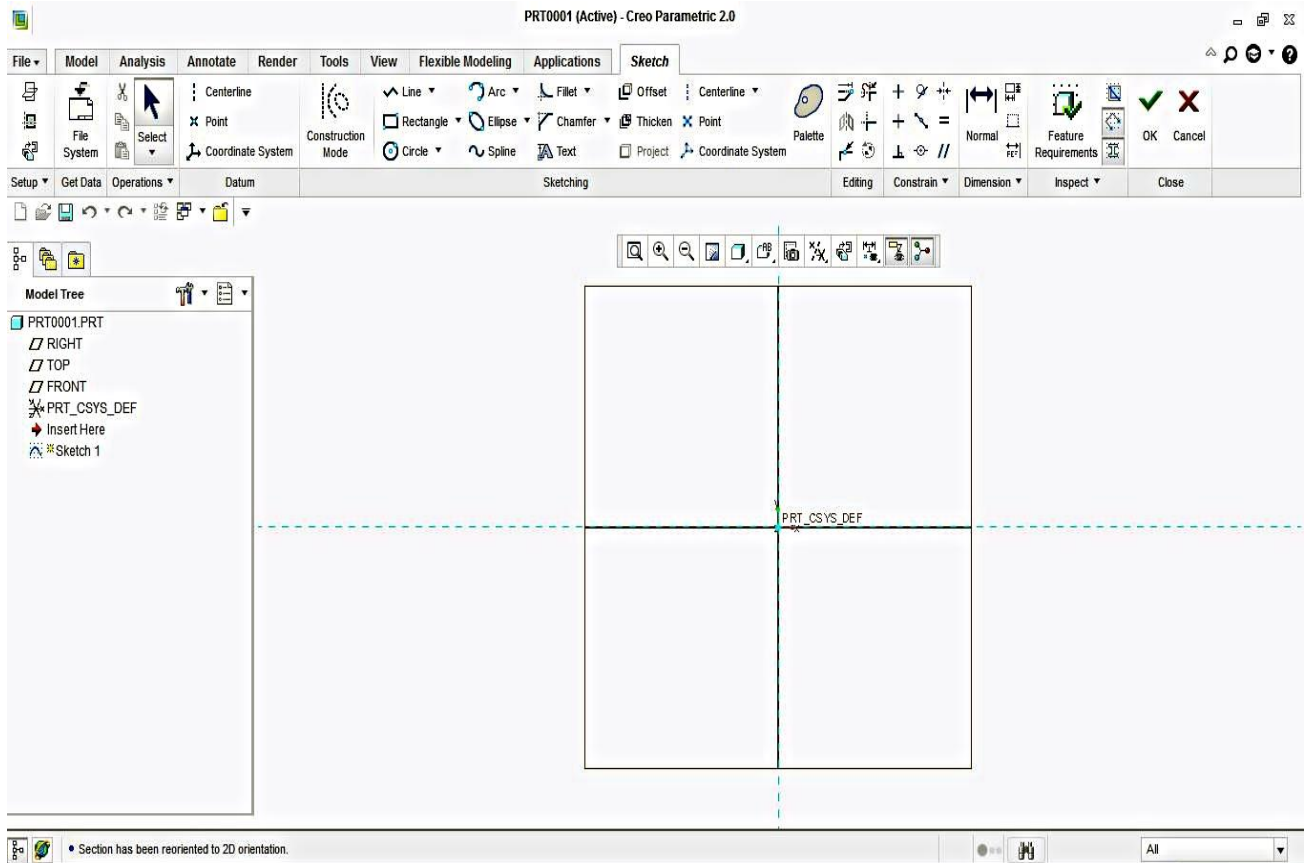 PRT0001 (Active) - Creo Parametric 2.0
File Model Analysis Annotate Render Tools View Flexible Modeling Applications Sketch
Centerline Line Arc Fillet Offset Centerline
Point Rectangle Ellipse Chamfer Thicken Point
File System Select Coordinate System Construction Mode Circle Spline Text Project Coordinate System Palette Normal Feature Requirements OK Cancel
Setup Get Data Operations Datum Sketching Editing Constrain Dimension Inspect Close
Model Tree
PRT0001.PRT
RIGHT
TOP
FRONT
PRT_CSYS_DEF
Insert Here
Sketch 1
PRT_CSYS_DEF
X
Section has been reoriented to 2D orientation.
All